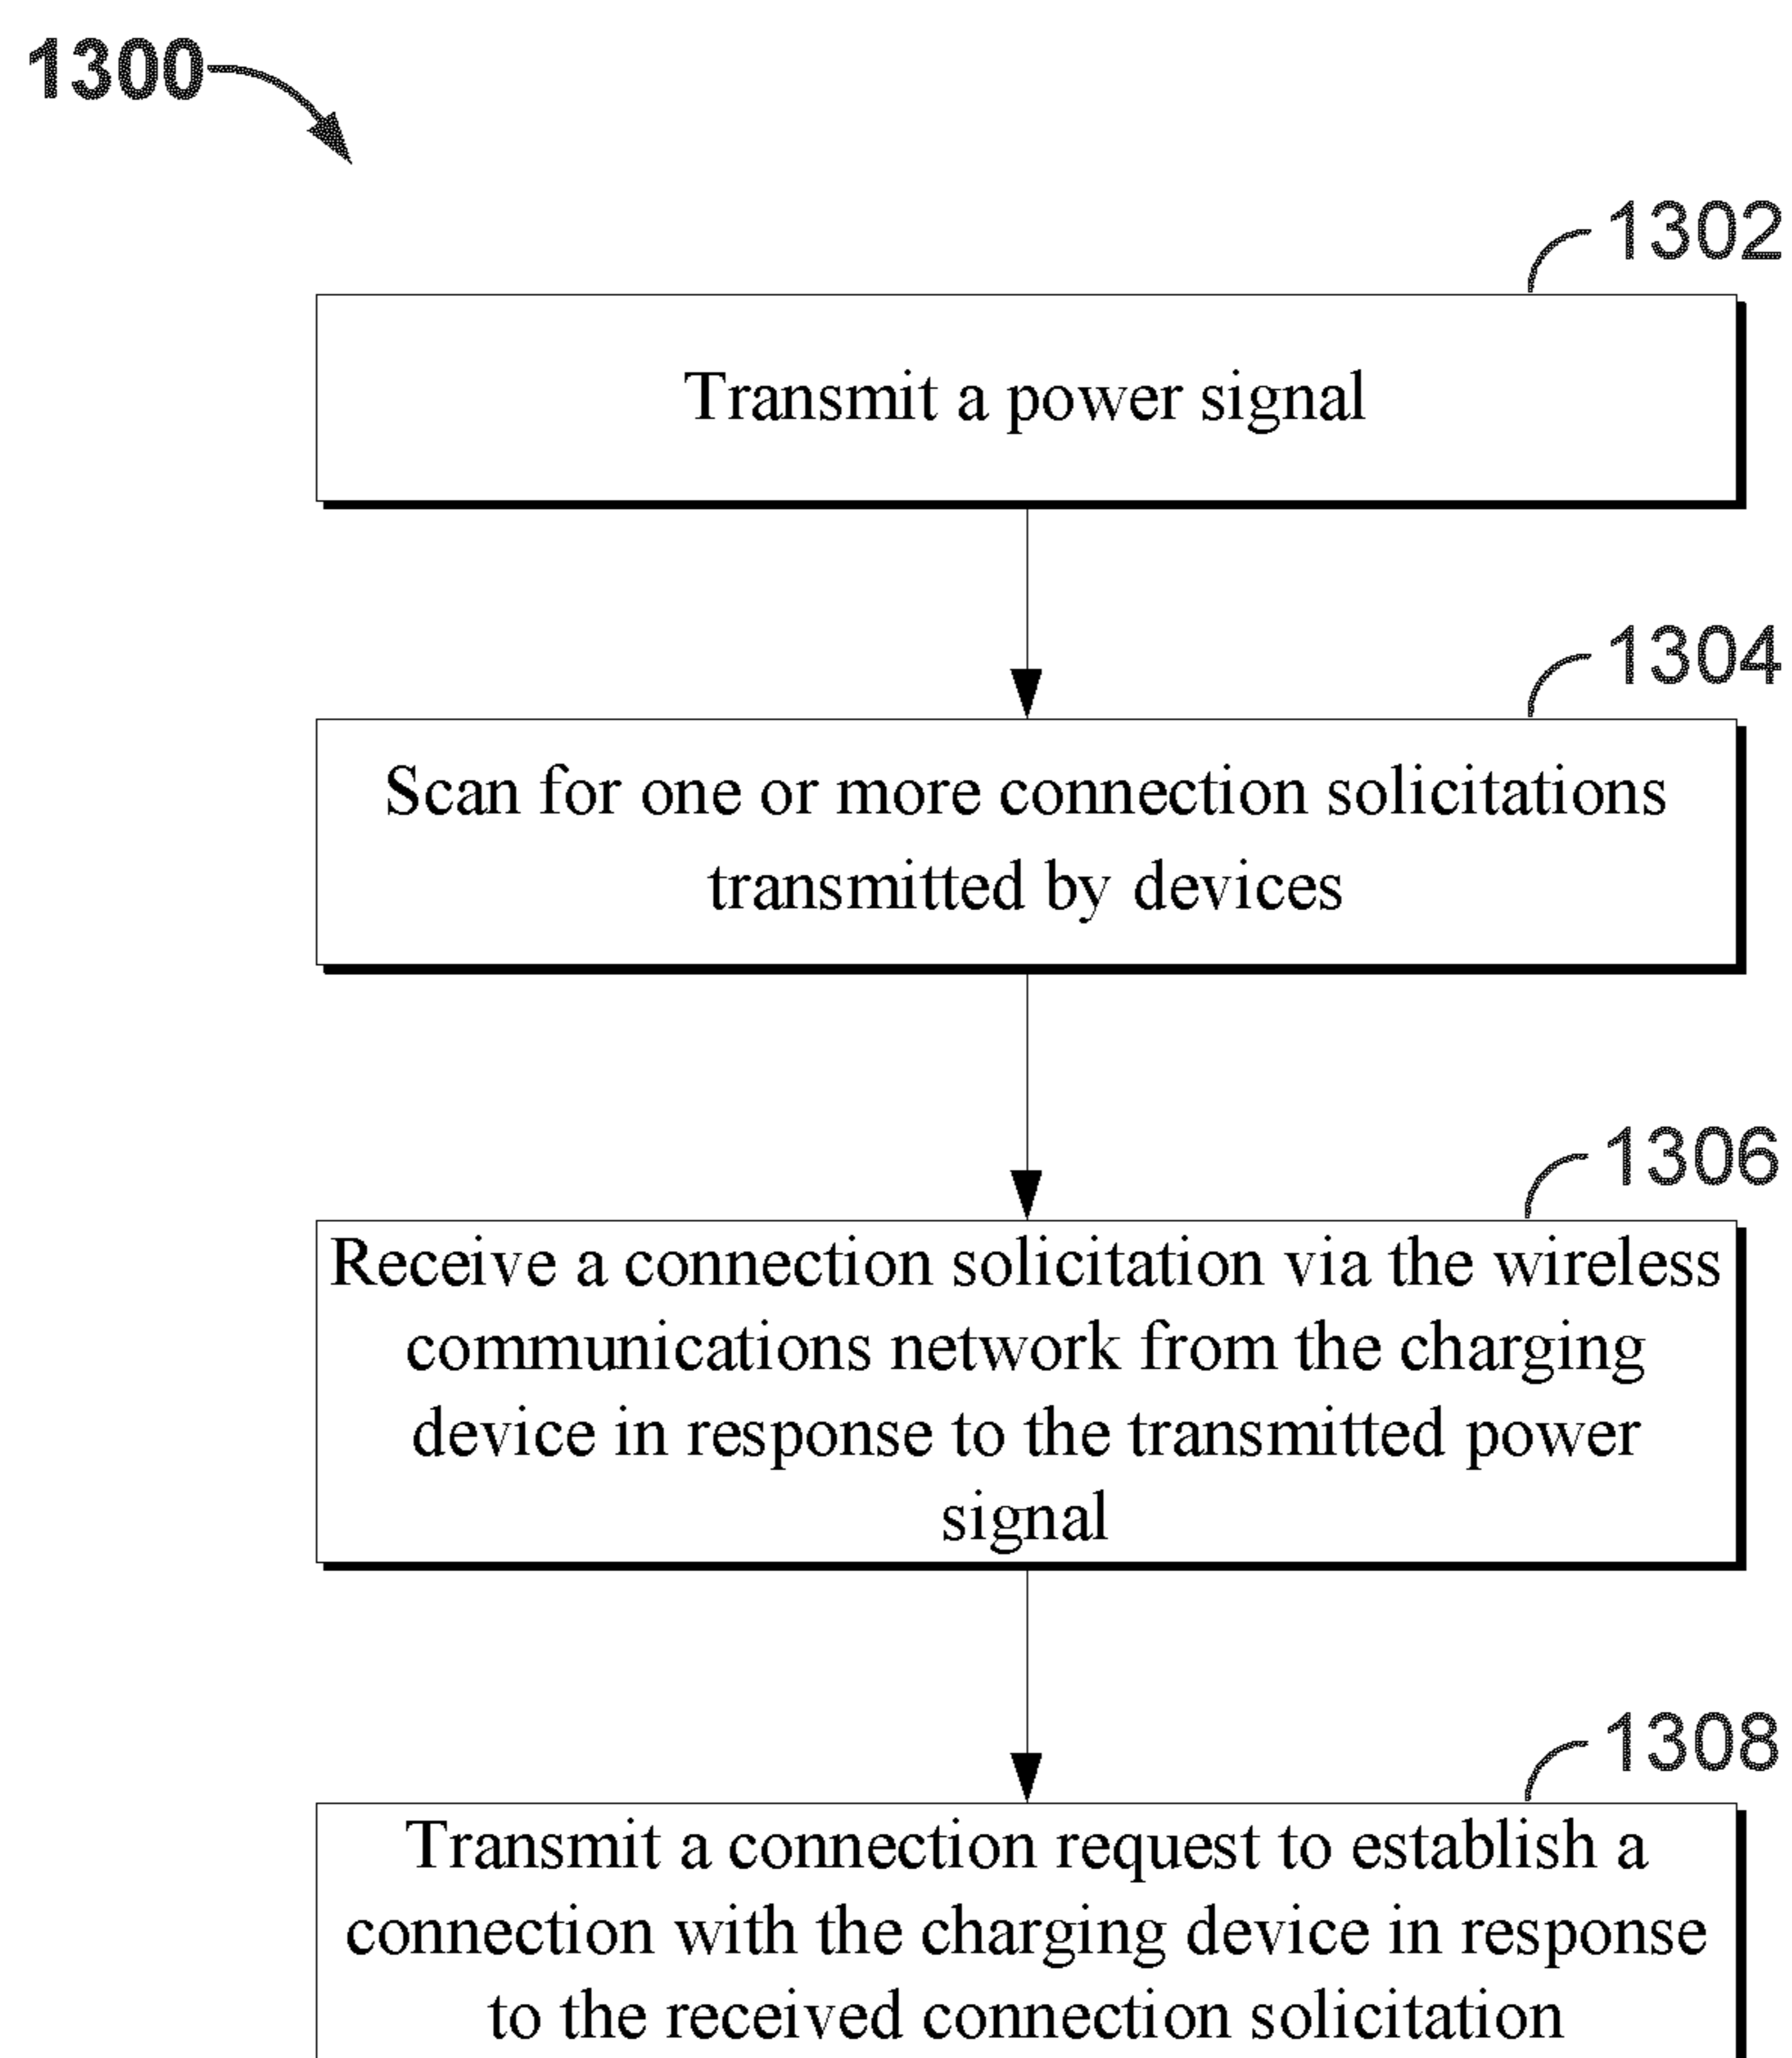 1300
1302
Transmit a power signal
1304
Scan for one or more connection solicitations
transmitted by devices
1306
Receive a connection solicitation via the wireless
communications network from the charging
device in response to the transmitted power
signal
1308
Transmit a connection request to establish a
connection with the charging device in response
to the received connection solicitation